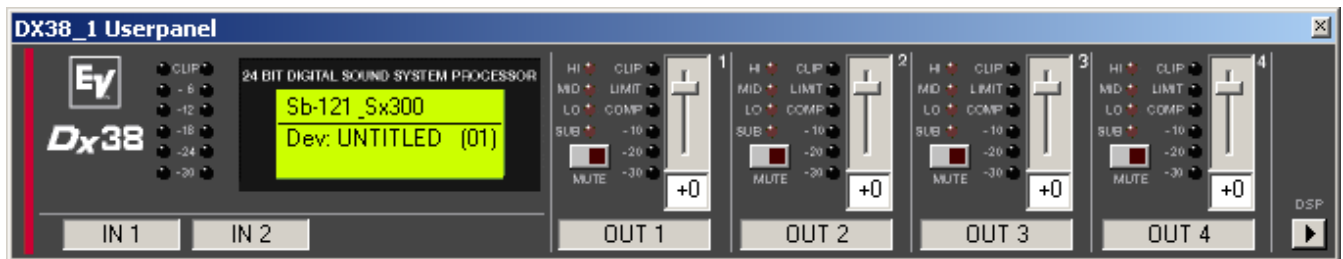 DX38_1 Userpanel
EV
Dx38
CLIP
- 6
-12
-18
-24
-30
24 BIT DIGITAL SOUND SYSTEM PROCESSOR
Sb-121_Sx300
Dev: UNTITLED (01)
IN 1
IN 2
1
HI CLIP
MID LIMIT
LO COMP
SUB -10
-20
MUTE -30
+0
OUT 1
2
HI CLIP
MID LIMIT
LO COMP
SUB -10
-20
MUTE -30
+0
OUT 2
3
HI CLIP
MID LIMIT
LO COMP
SUB -10
-20
MUTE -30
+0
OUT 3
4
HI CLIP
MID LIMIT
LO COMP
SUB -10
-20
MUTE -30
+0
OUT 4
DSP